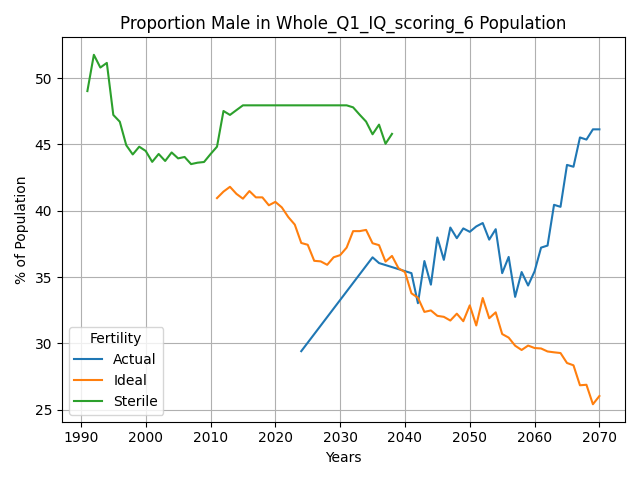 Proportion Male in Whole_Q1_IQ_scoring_6 Population
% of Population
50
45
40
35
30
25
Fertility
Actual
Ideal
Sterile
1990 2000 2010 2020 2030 2040 2050 2060 2070
Years